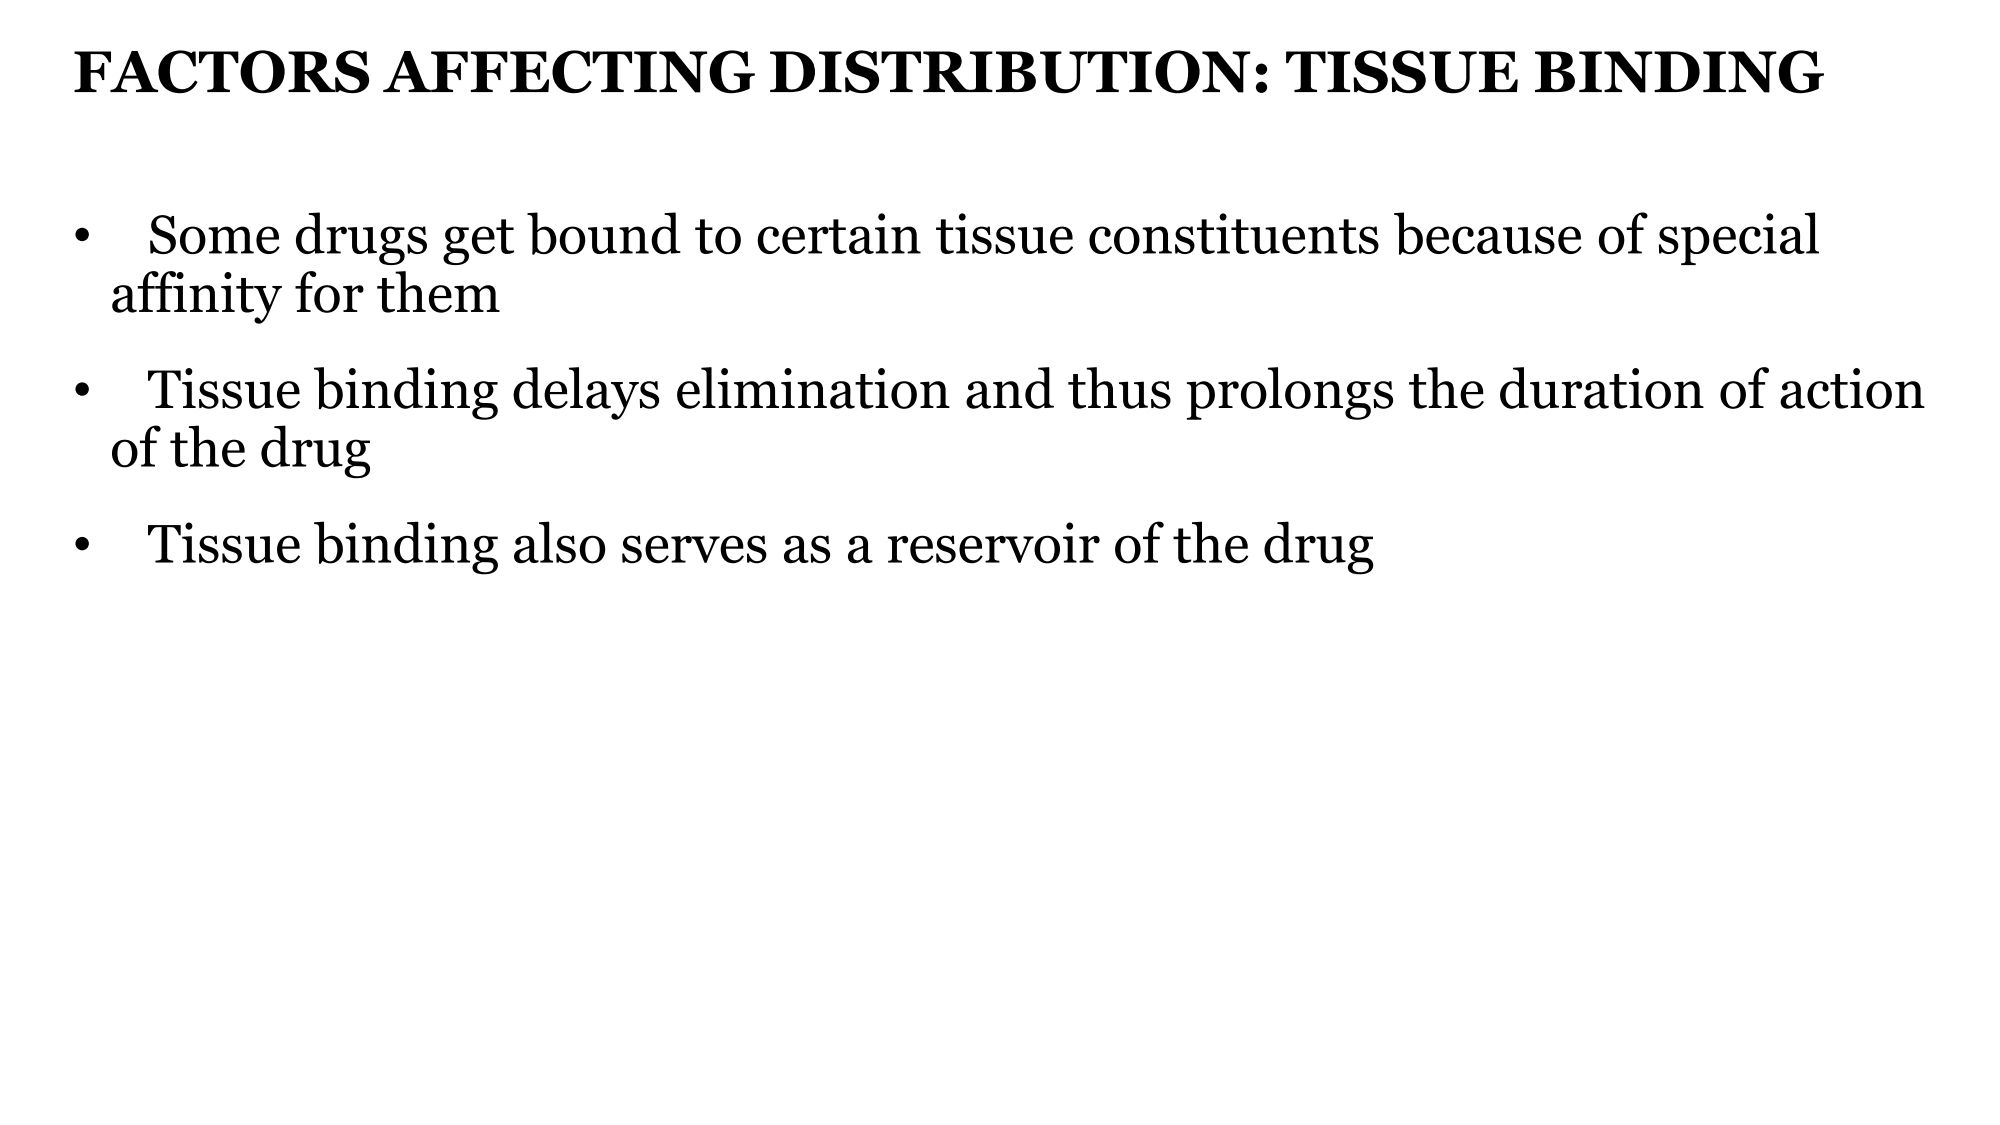 FACTORS AFFECTING DISTRIBUTION: TISSUE BINDING
• Some drugs get bound to certain tissue constituents because of special
affinity for them
• Tissue binding delays elimination and thus prolongs the duration of action
of the drug
• Tissue binding also serves as a reservoir of the drug